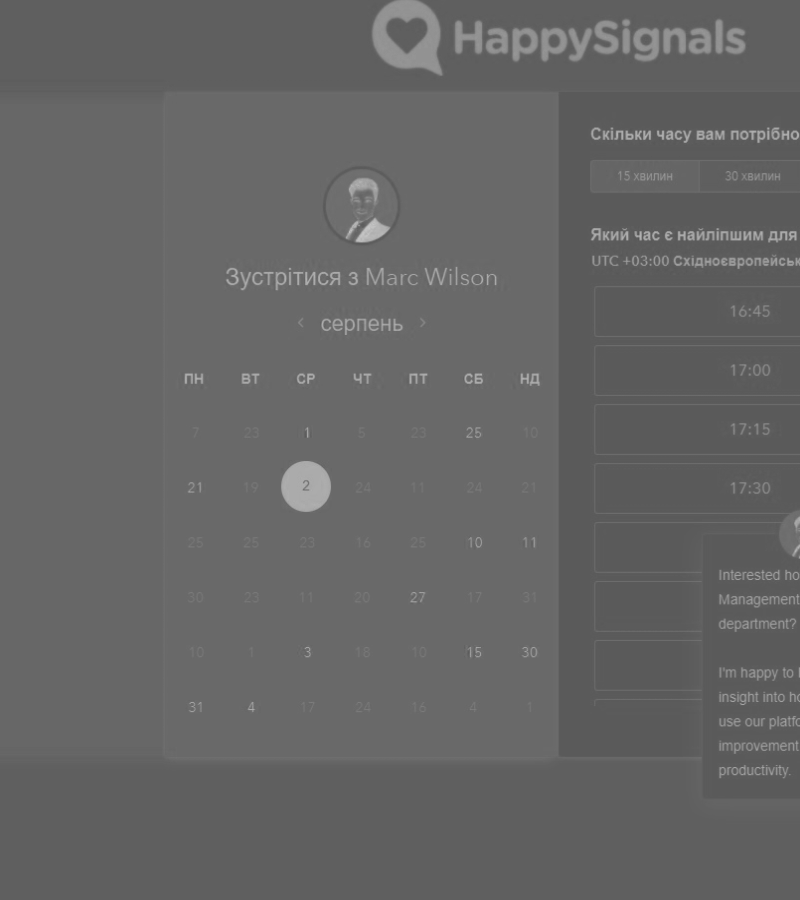 HappySignals
Зустрітися з Marc Wilson
серпень
ПН ВТ СР ЧТ ПТ СБ НД
7 23 1 5 23 25 10
21 19 2 24 11 24 21
25 25 23 16 25 10 11
30 23 11 20 27 17 31
10 1 3 18 10 15 30
31 4 17 24 16 4 1
Скільки часу вам потрібно
15 хвилин 30 хвилин
Який час є найліпшим для
UTC +03:00 Східноєвропейськ
16:45
17:00
17:15
17:30
Interested ho
Management
department?
I'm happy to
insight into ho
use our platfo
improvement
productivity.